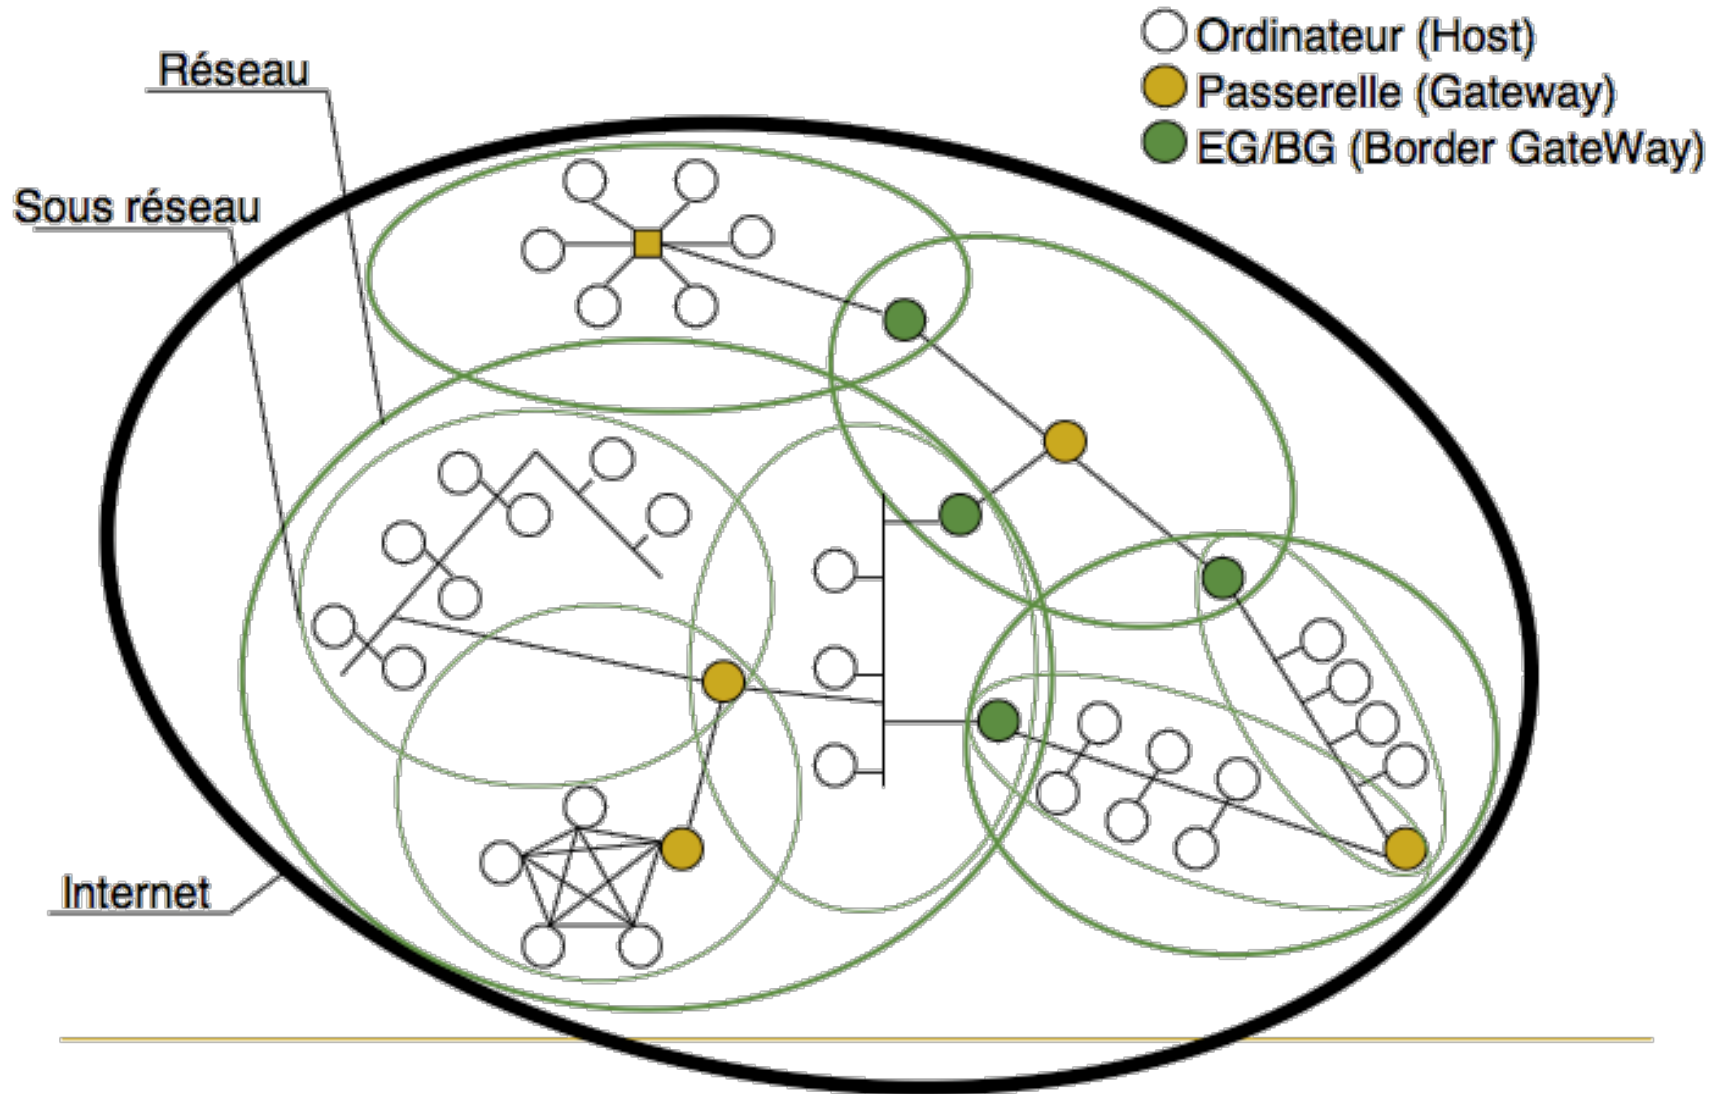 Ordinateur (Host)
Passerelle (Gateway)
EG/BG (Border GateWay)
Réseau
Sous réseau
Internet